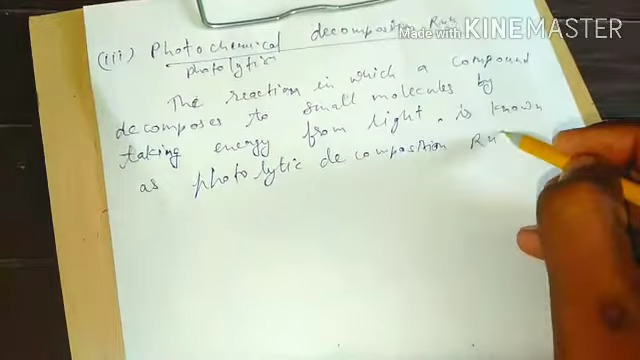 Made with KINEMASTER
(iii) Photochemical decomposition Rxn
photolytic
The reaction in which a compound
decomposes to small molecules by
taking energy from light . is known
as photolytic decomposition